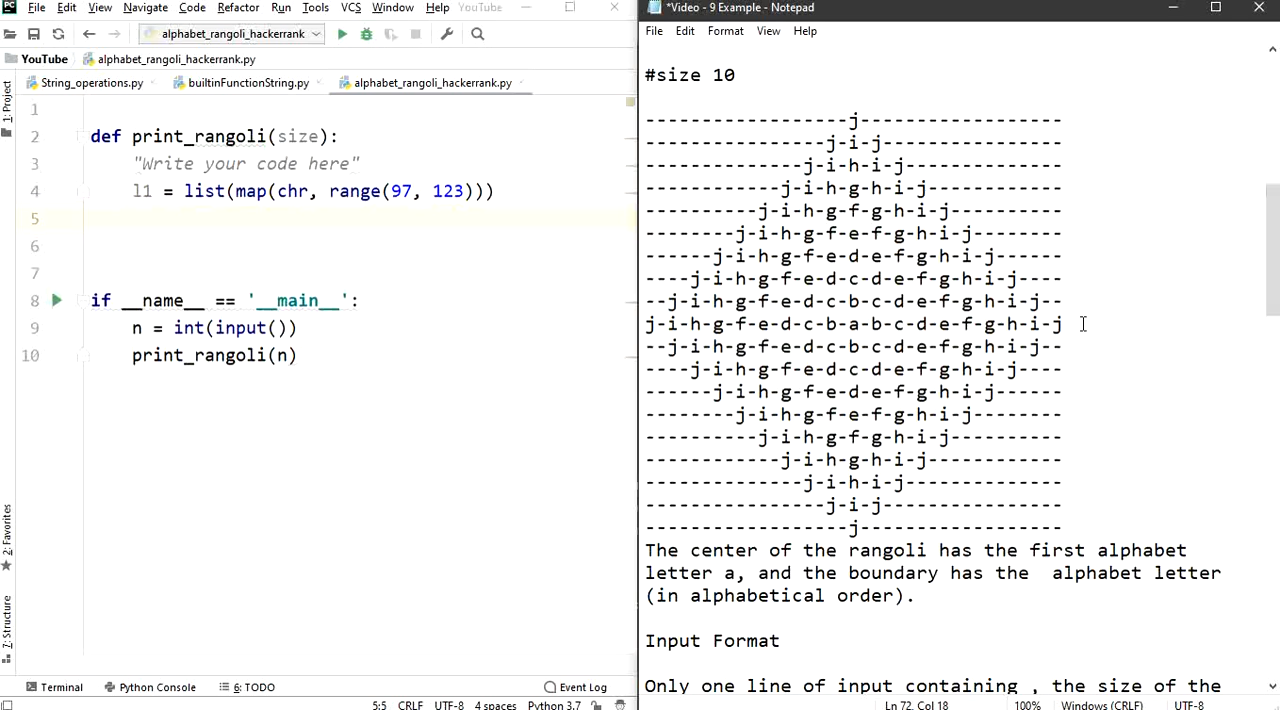 File Edit View Navigate Code Refactor Run Tools VCS Window Help YouTube
alphabet_rangoli_hackerrank
YouTube alphabet_rangoli_hackerrank.py
String_operations.py builtinFunctionString.py alphabet_rangoli_hackerrank.py
1: Project
1
2 def print_rangoli(size):
3 "Write your code here"
4 l1 = list(map(chr, range(97, 123)))
5
6
7
8 if __name__ == '__main__':
9 n = int(input())
10 print_rangoli(n)
2: Favorites
7: Structure
Terminal Python Console 6: TODO Event Log
5:5 CRLF UTF-8 4 spaces Python 3.7
*Video - 9 Example - Notepad
File Edit Format View Help
#size 10
------------------j------------------
----------------j-i-j----------------
--------------j-i-h-i-j--------------
------------j-i-h-g-h-i-j------------
----------j-i-h-g-f-g-h-i-j----------
--------j-i-h-g-f-e-f-g-h-i-j--------
------j-i-h-g-f-e-d-e-f-g-h-i-j------
----j-i-h-g-f-e-d-c-d-e-f-g-h-i-j----
--j-i-h-g-f-e-d-c-b-c-d-e-f-g-h-i-j--
j-i-h-g-f-e-d-c-b-a-b-c-d-e-f-g-h-i-j
--j-i-h-g-f-e-d-c-b-c-d-e-f-g-h-i-j--
----j-i-h-g-f-e-d-c-d-e-f-g-h-i-j----
------j-i-h-g-f-e-d-e-f-g-h-i-j------
--------j-i-h-g-f-e-f-g-h-i-j--------
----------j-i-h-g-f-g-h-i-j----------
------------j-i-h-g-h-i-j------------
--------------j-i-h-i-j--------------
----------------j-i-j----------------
------------------j------------------
The center of the rangoli has the first alphabet
letter a, and the boundary has the  alphabet letter
(in alphabetical order).
Input Format
Only one line of input containing , the size of the
Ln 72, Col 18 100% Windows (CRLF) UTF-8